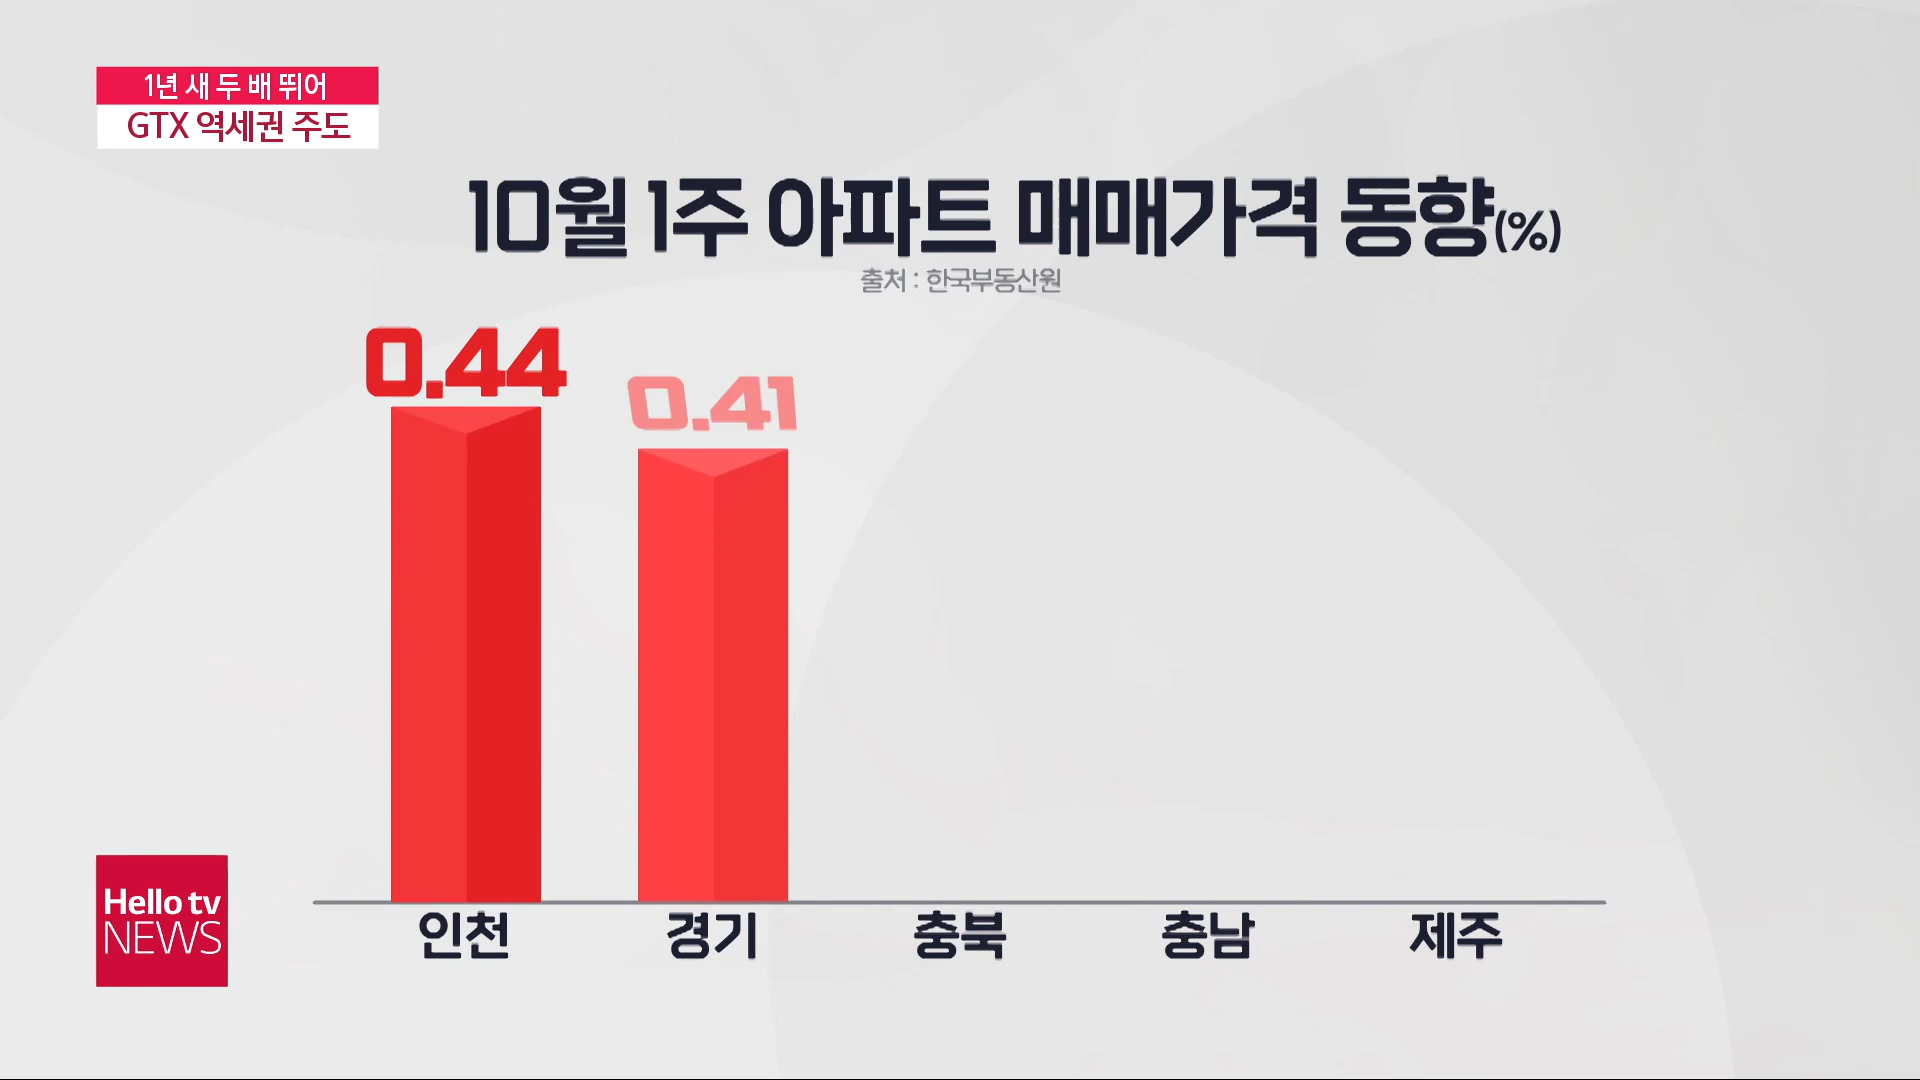 1년 새 두 배 뛰어
GTX 역세권 주도
10월 1주 아파트 매매가격 동향(%)
출처 : 한국부동산원
0.44
0.41
인천 경기 충북 충남 제주
Hello tv
NEWS